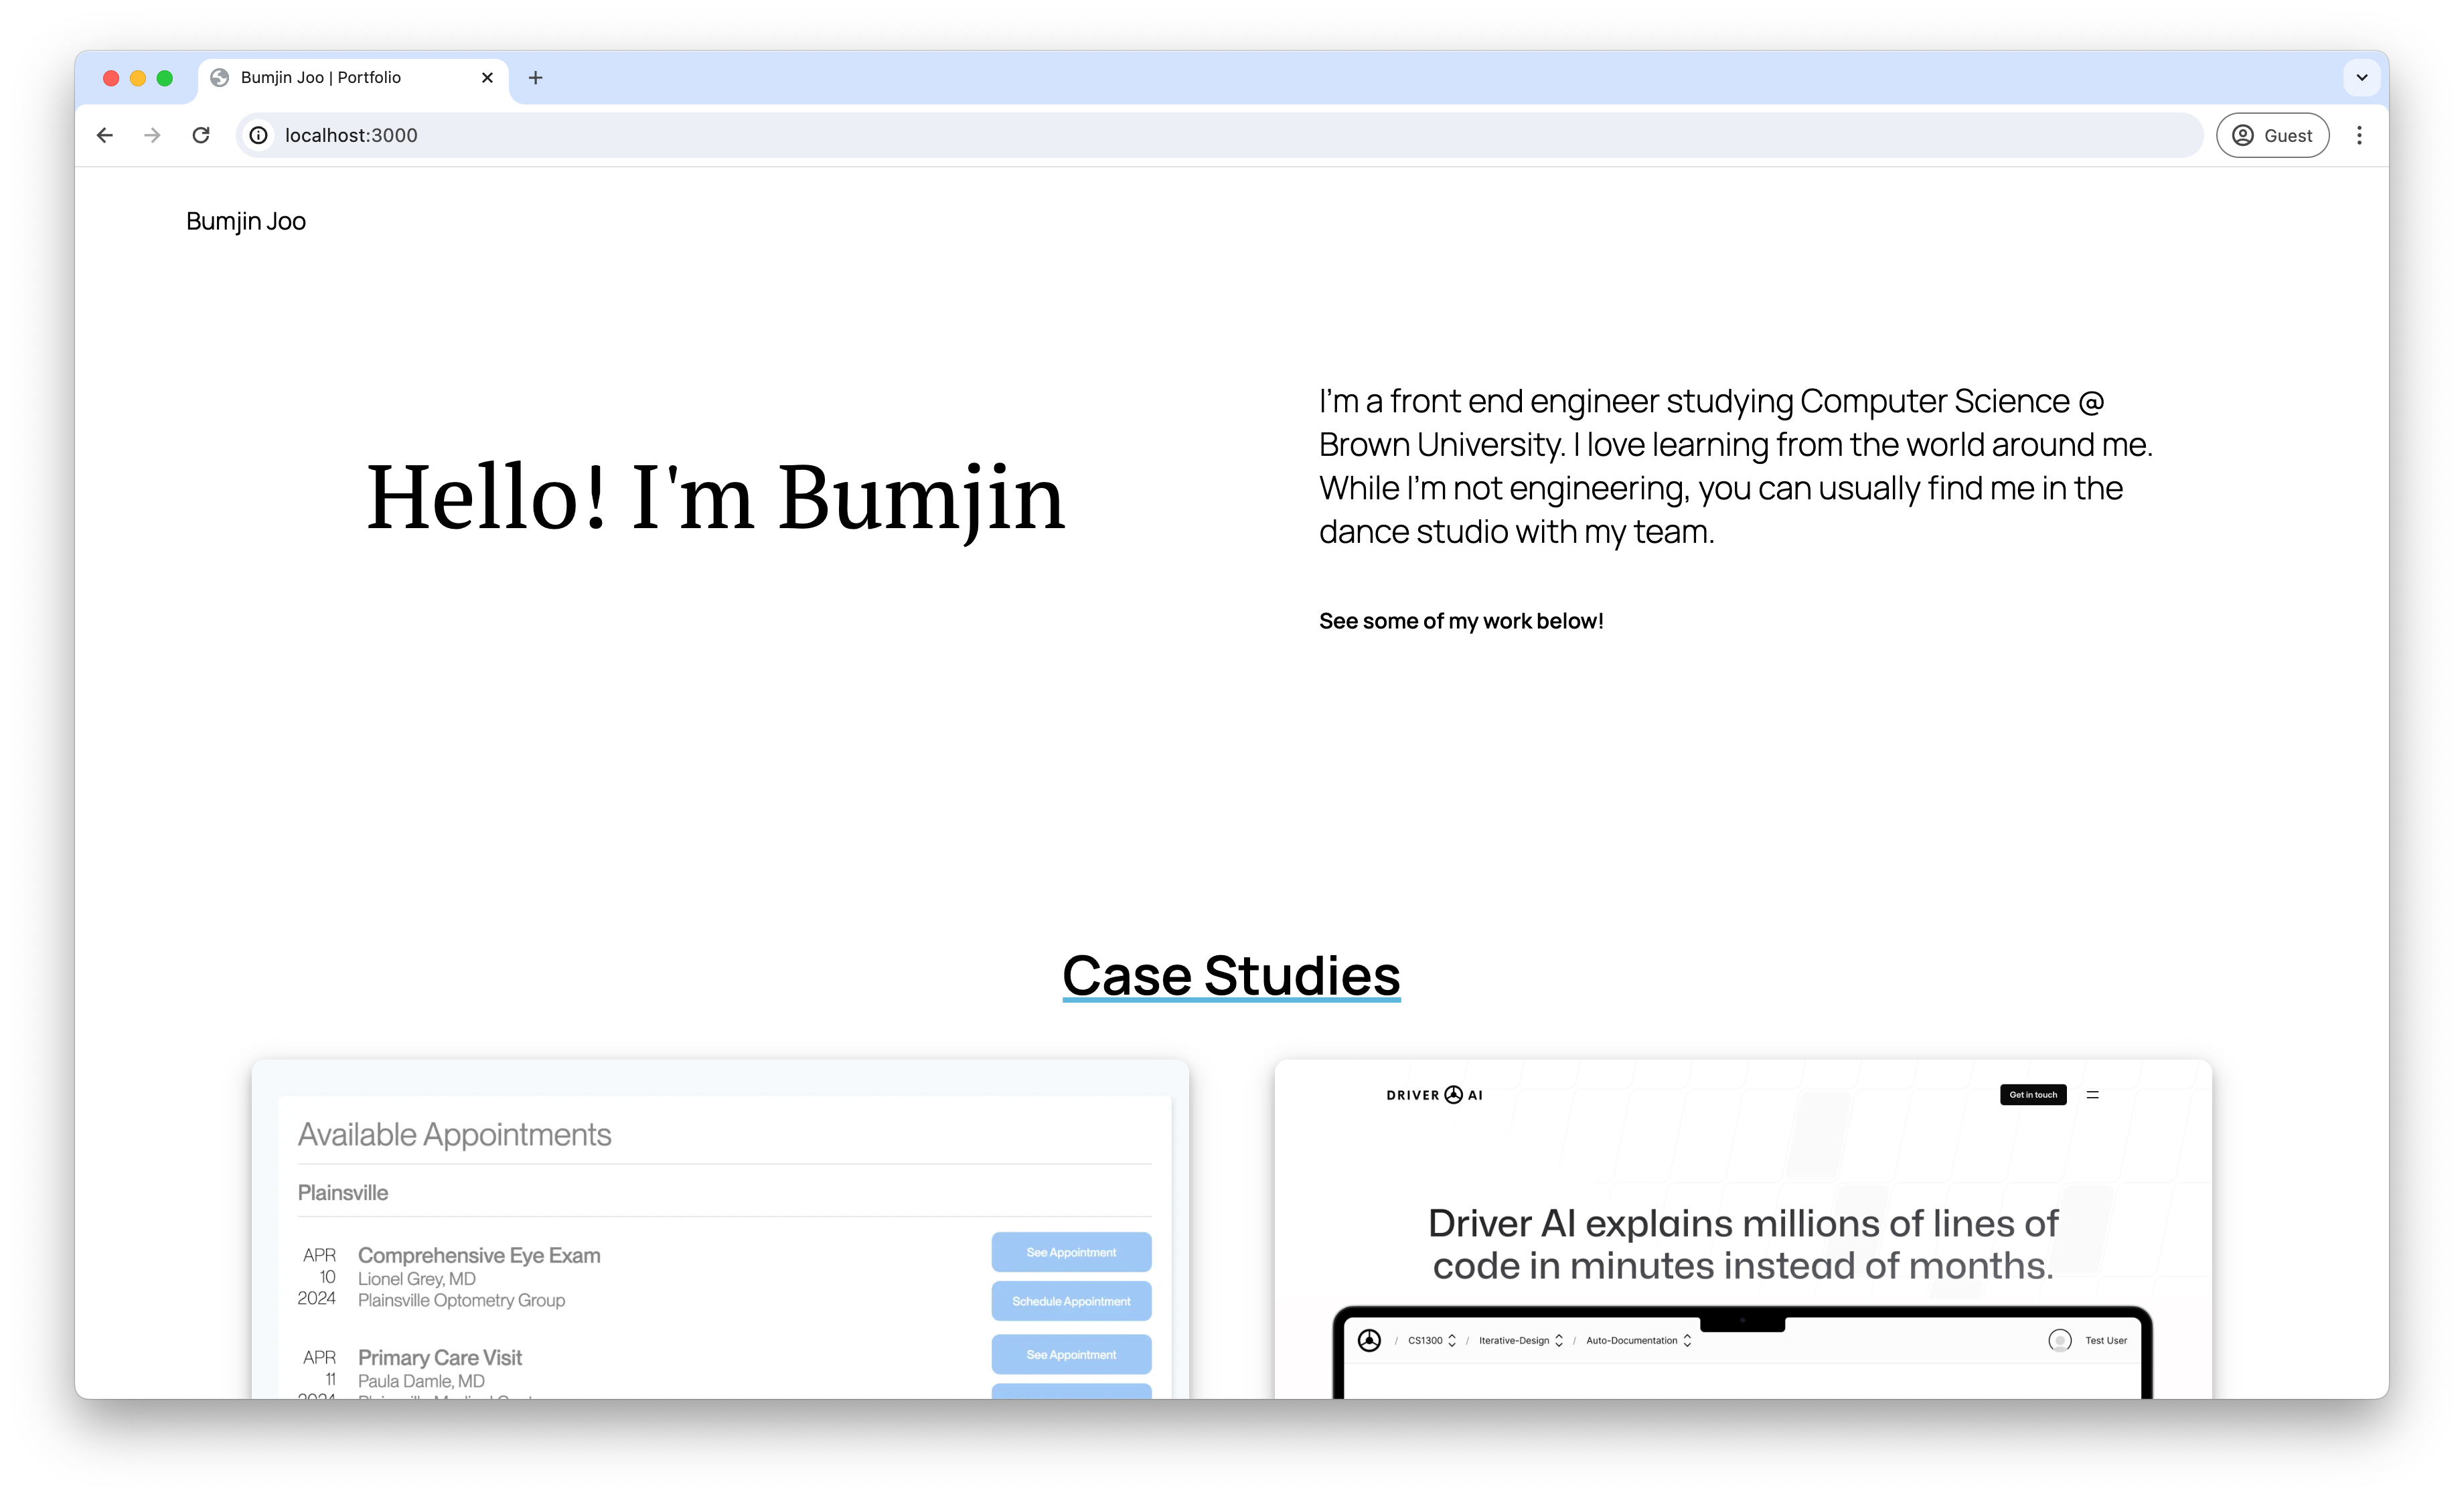 Bumjin Joo | Portfolio
localhost:3000
Guest
Bumjin Joo
Hello! I'm Bumjin
I'm a front end engineer studying Computer Science @
Brown University. I love learning from the world around me.
While I'm not engineering, you can usually find me in the
dance studio with my team.
See some of my work below!
Case Studies
Available Appointments
Plainsville
APR
10
2024
Comprehensive Eye Exam
Lionel Grey, MD
Plainsville Optometry Group
See Appointment
Schedule Appointment
APR
11
Primary Care Visit
Paula Damle, MD
See Appointment
DRIVER AI
Get in touch
Driver AI explains millions of lines of
code in minutes instead of months.
/ CS1300 / Iterative-Design / Auto-Documentation
Test User